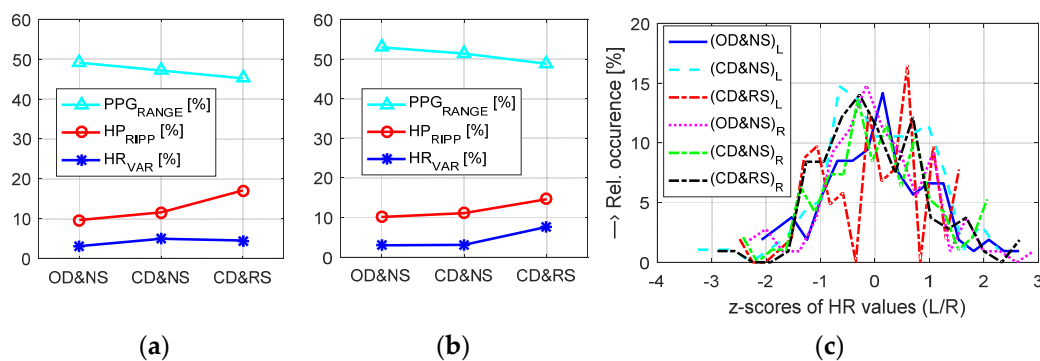 60
50
40
30
20
10
0
PPG_RANGE [%]
HP_RIPP [%]
HR_VAR [%]
OD&NS CD&NS CD&RS
(a)
60
50
40
30
20
10
0
PPG_RANGE [%]
HP_RIPP [%]
HR_VAR [%]
OD&NS CD&NS CD&RS
(b)
—> Rel. occurence [%]
20
15
10
5
0
(OD&NS)_L
(CD&NS)_L
(CD&RS)_L
(OD&NS)_R
(CD&NS)_R
(CD&RS)_R
-4 -3 -2 -1 0 1 2 3
z-scores of HR values (L/R)
(c)